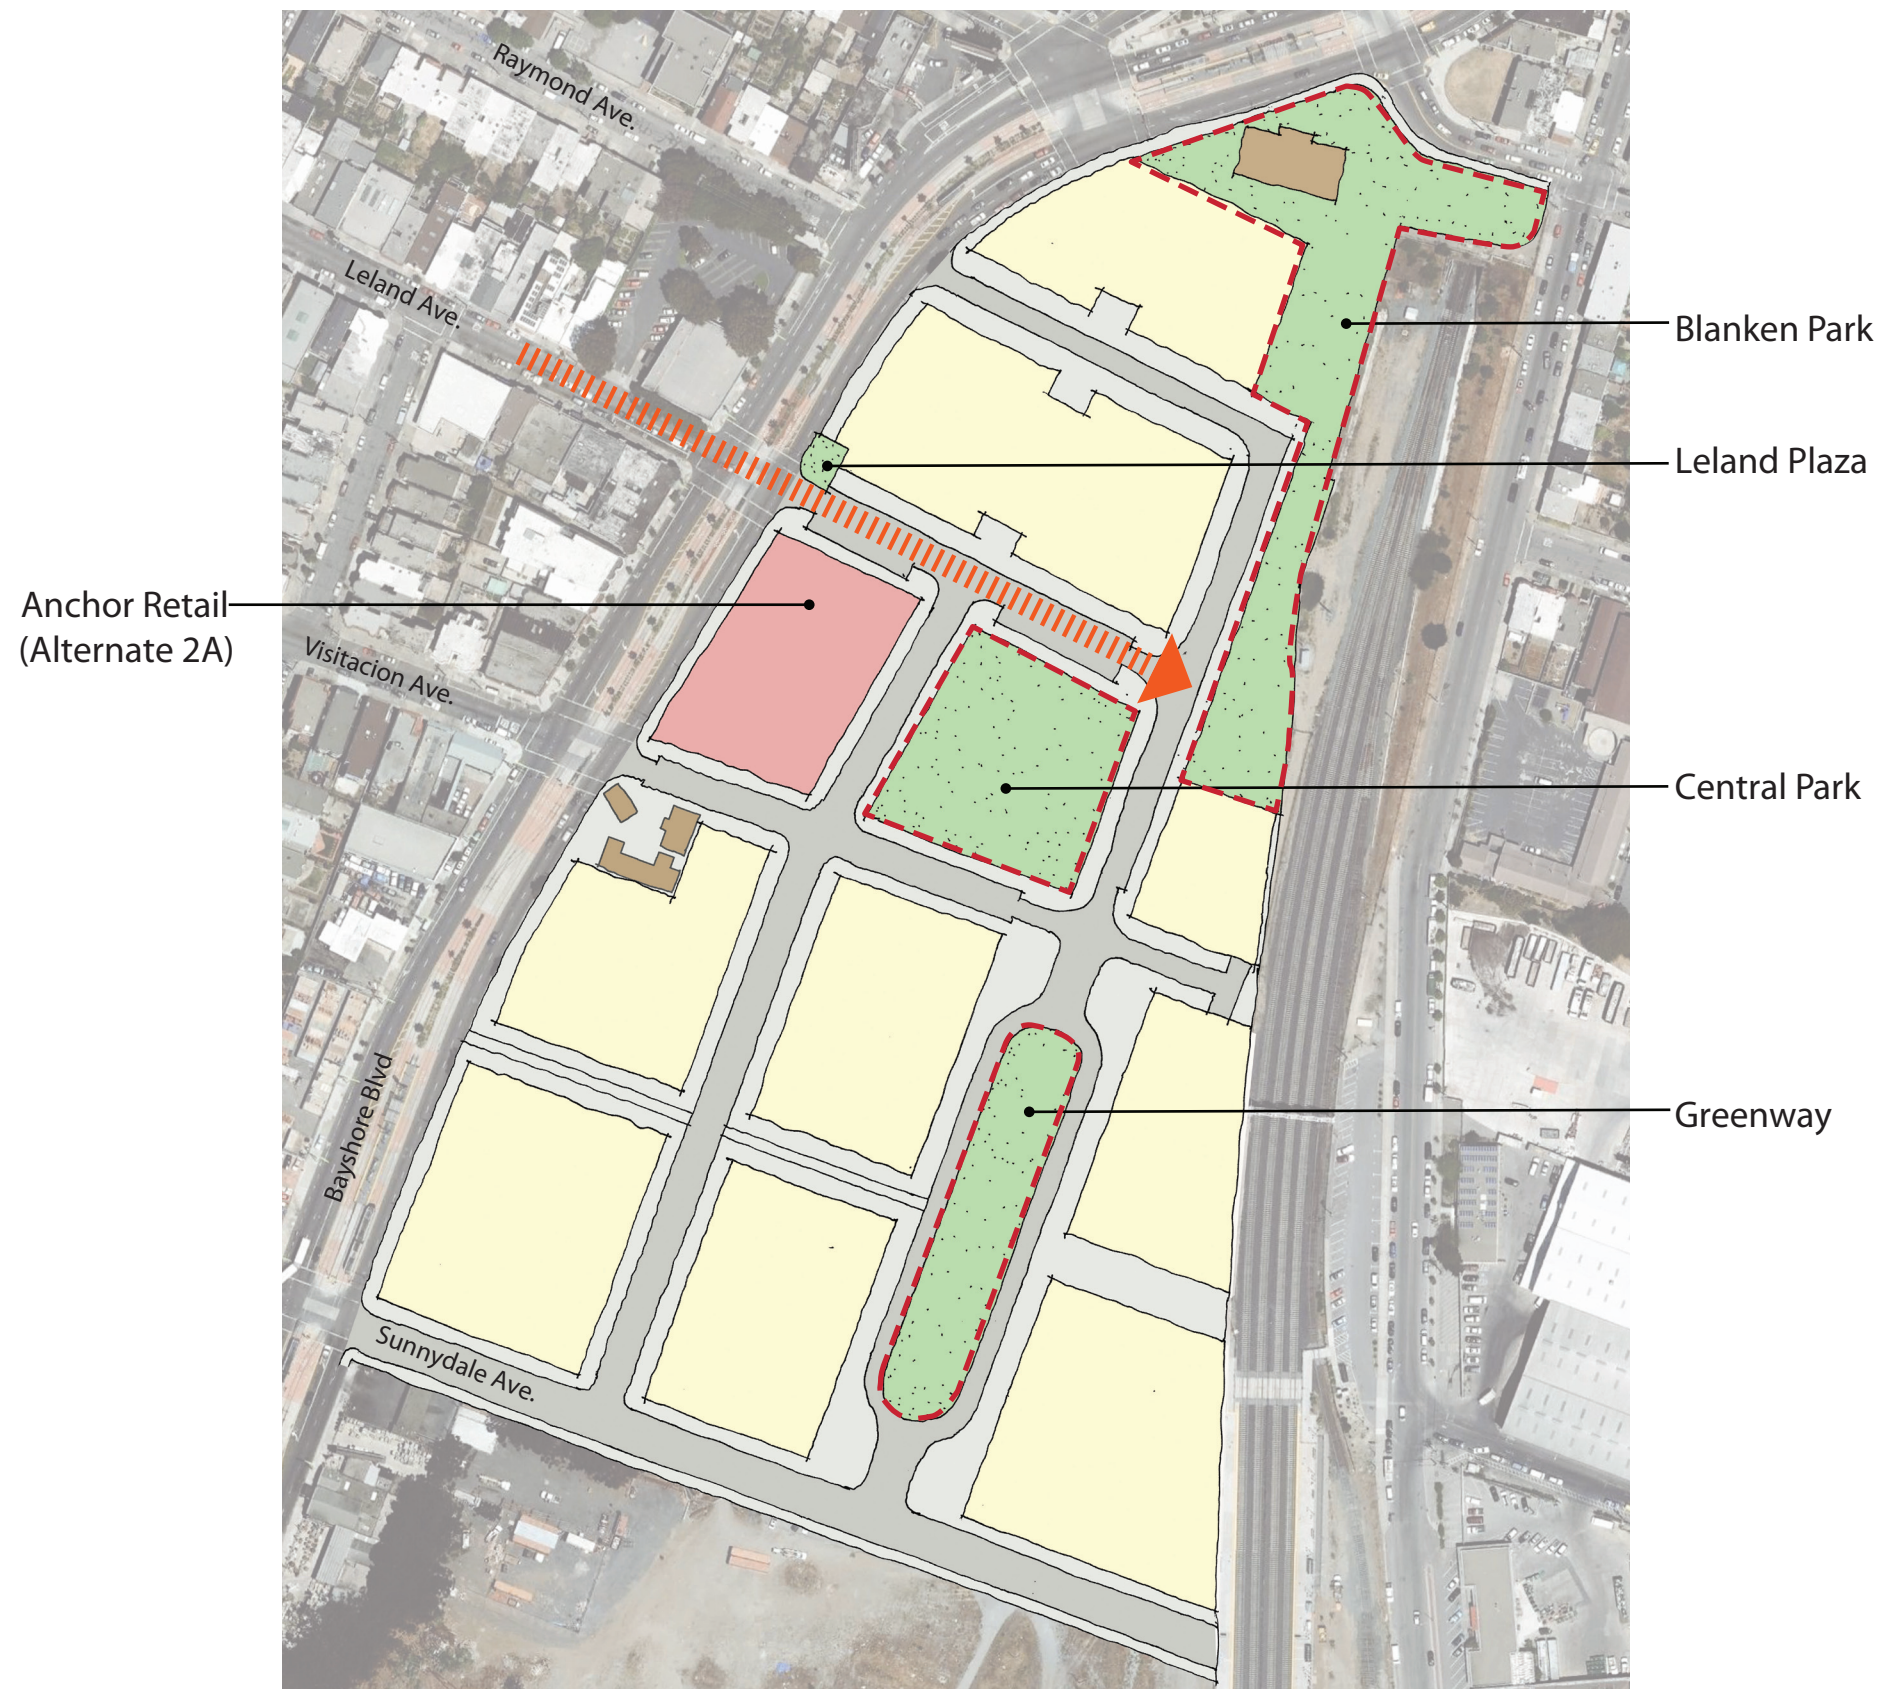 Raymond Ave.
Leland Ave.
Blanken Park
Leland Plaza
Anchor Retail
(Alternate 2A)
Visitacion Ave.
Central Park
Bayshore Blvd
Greenway
Sunnydale Ave.